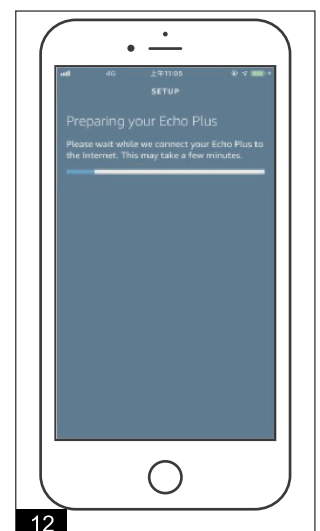 4G 上午11:05
SETUP
Preparing your Echo Plus
Please wait while we connect your Echo Plus to
the Internet. This may take a few minutes.
12